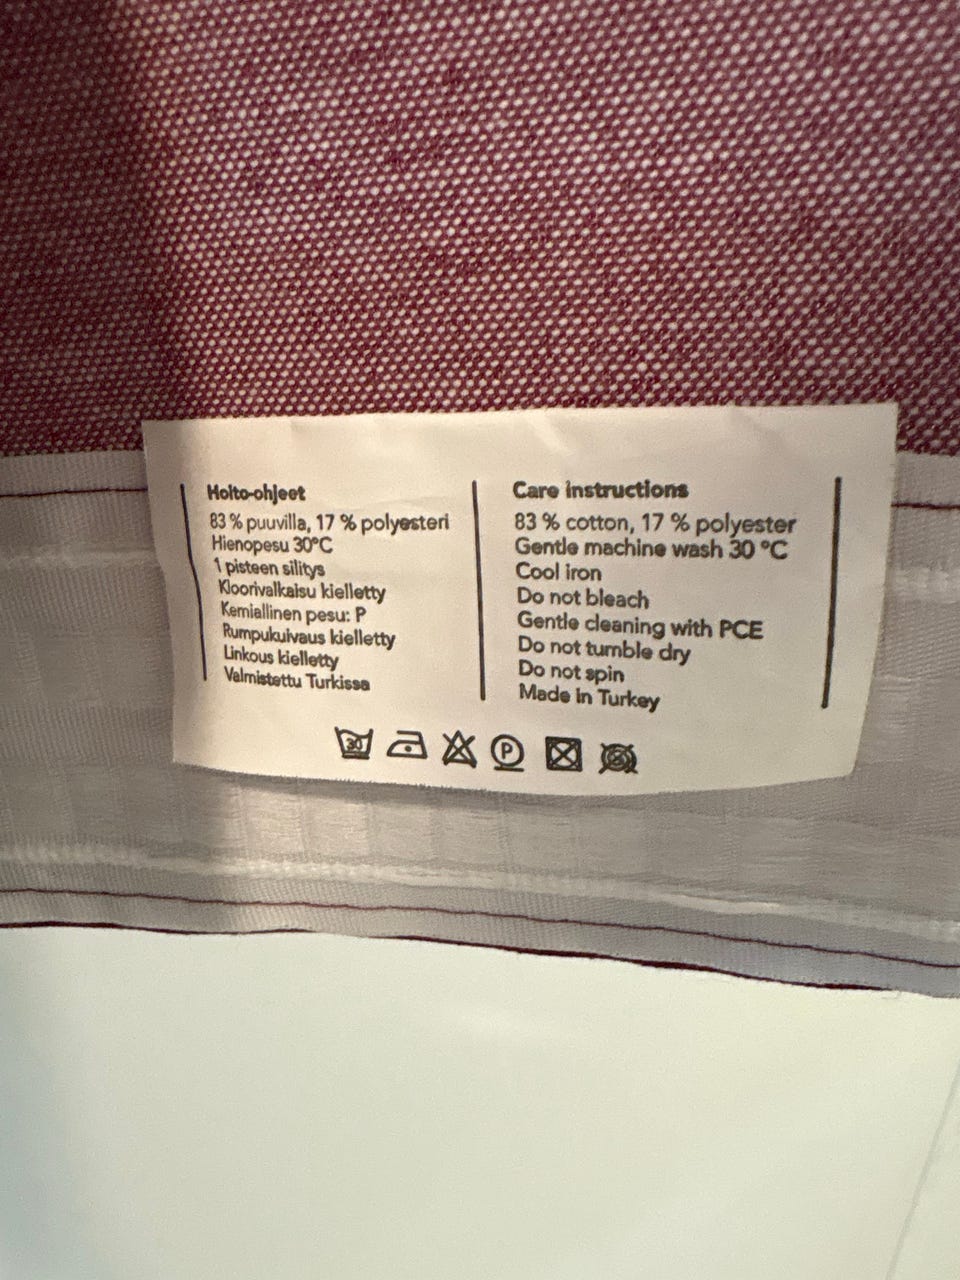 Hoito-ohjeet
83 % puuvilla, 17 % polyesteri
Hienopesu 30°C
1 pisteen silitys
Kloorivalkaisu kielletty
Kemiallinen pesu: P
Rumpukuivaus kielletty
Linkous kielletty
Valmistettu Turkissa
Care instructions
83 % cotton, 17 % polyester
Gentle machine wash 30 °C
Cool iron
Do not bleach
Gentle cleaning with PCE
Do not tumble dry
Do not spin
Made in Turkey
30 P